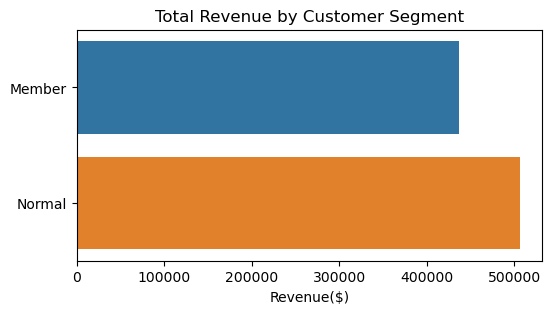 Total Revenue by Customer Segment
Member
Normal
0 100000 200000 300000 400000 500000
Revenue($)